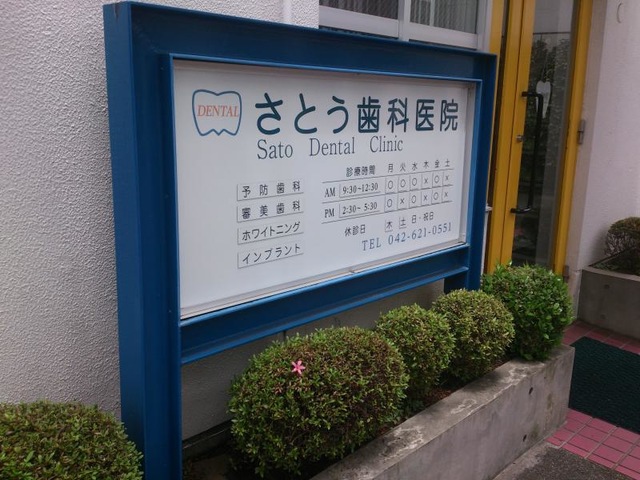 DENTAL
さとう歯科医院
Sato Dental Clinic
予防歯科
審美歯科
ホワイトニング
インプラント
診療時間 月 火 水 木 金 土
AM 9:30-12:30
PM 2:30-5:30
休診日 木 土 日・祝日
TEL 042-621-0551